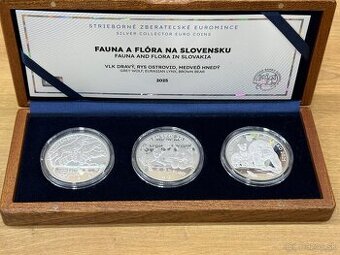 STRIEBORNÉ ZBERATEĽSKÉ EUROMINCE
SILVER COLLECTOR EURO COINS
FAUNA A FLÓRA NA SLOVENSKU
FAUNA AND FLORA IN SLOVAKIA
VLK DRAVÝ, RYS OSTROVID, MEDVEĎ HNEDÝ
GREY WOLF, EURASIAN LYNX, BROWN BEAR
2025